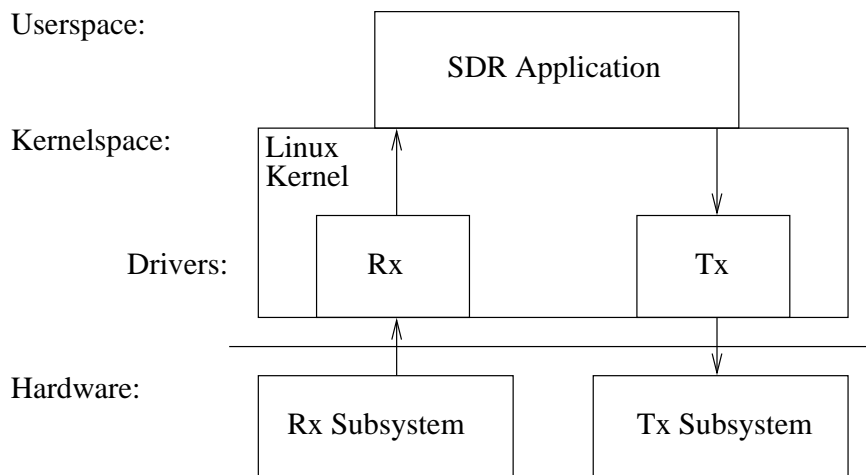 Userspace:
SDR Application
Kernelspace:
Linux
Kernel
Drivers:
Rx
Tx
Hardware:
Rx Subsystem
Tx Subsystem